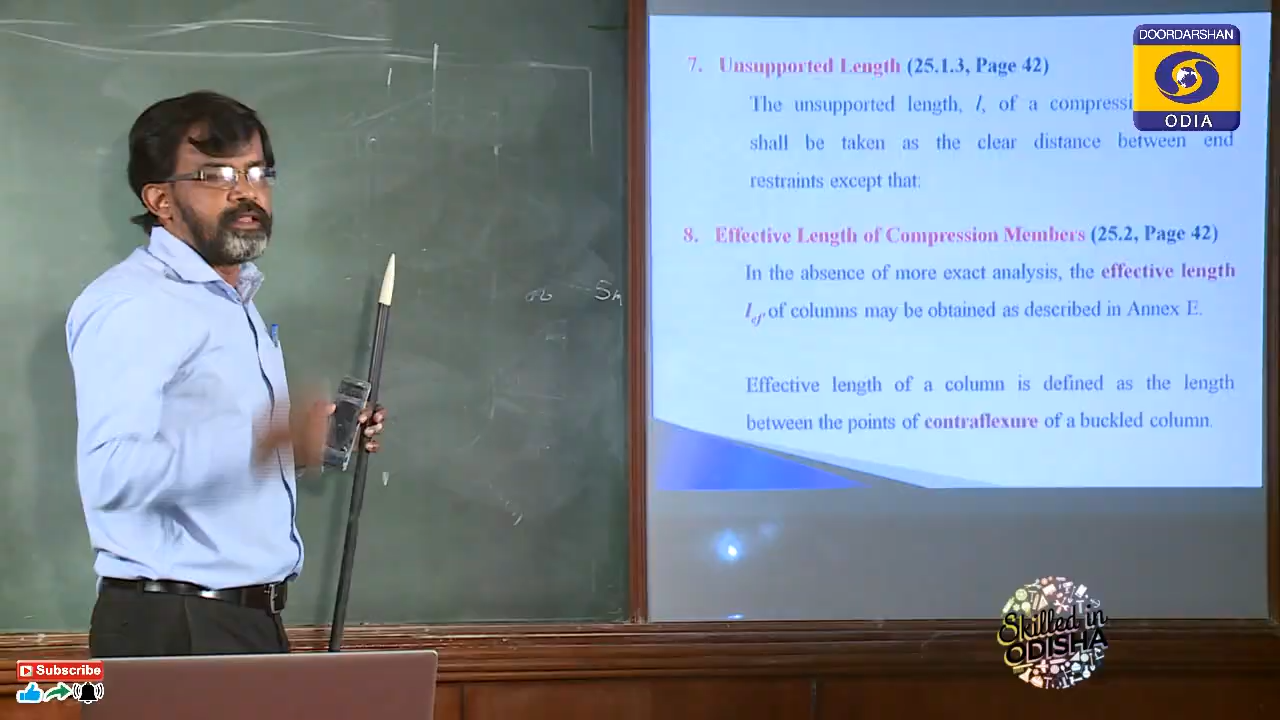 7. Unsupported Length (25.1.3, Page 42)
The unsupported length, l, of a
shall be taken as the clear distance between end
restraints except that:
8. Effective Length of Compression Members (25.2, Page 42)
In the absence of more exact analysis, the effective length
lef of columns may be obtained as described in Annex E.
Effective length of a column is defined as the length
between the points of contraflexure of a buckled column.
DOORDARSHAN
ODIA
Skilled in
ODISHA
Subscribe